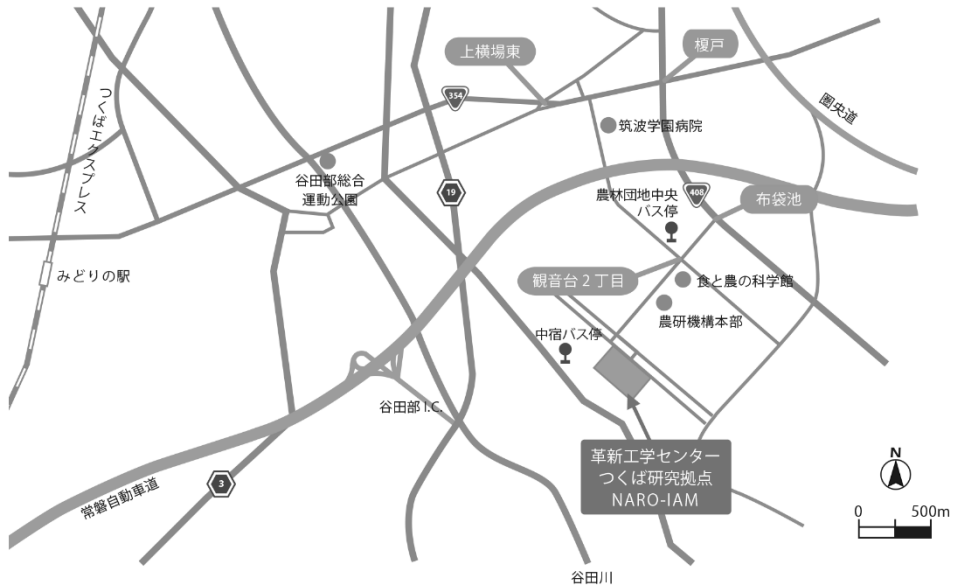 上横場東
榎戸
354
つくばエクスプレス
圏央道
筑波学園病院
谷田部総合
運動公園
19
農林団地中央
バス停
408
布袋池
みどりの駅
観音台2丁目
食と農の科学館
農研機構本部
中宿バス停
谷田部 I.C.
革新工学センター
つくば研究拠点
NARO-IAM
N
0 500m
3
常磐自動車道
谷田川